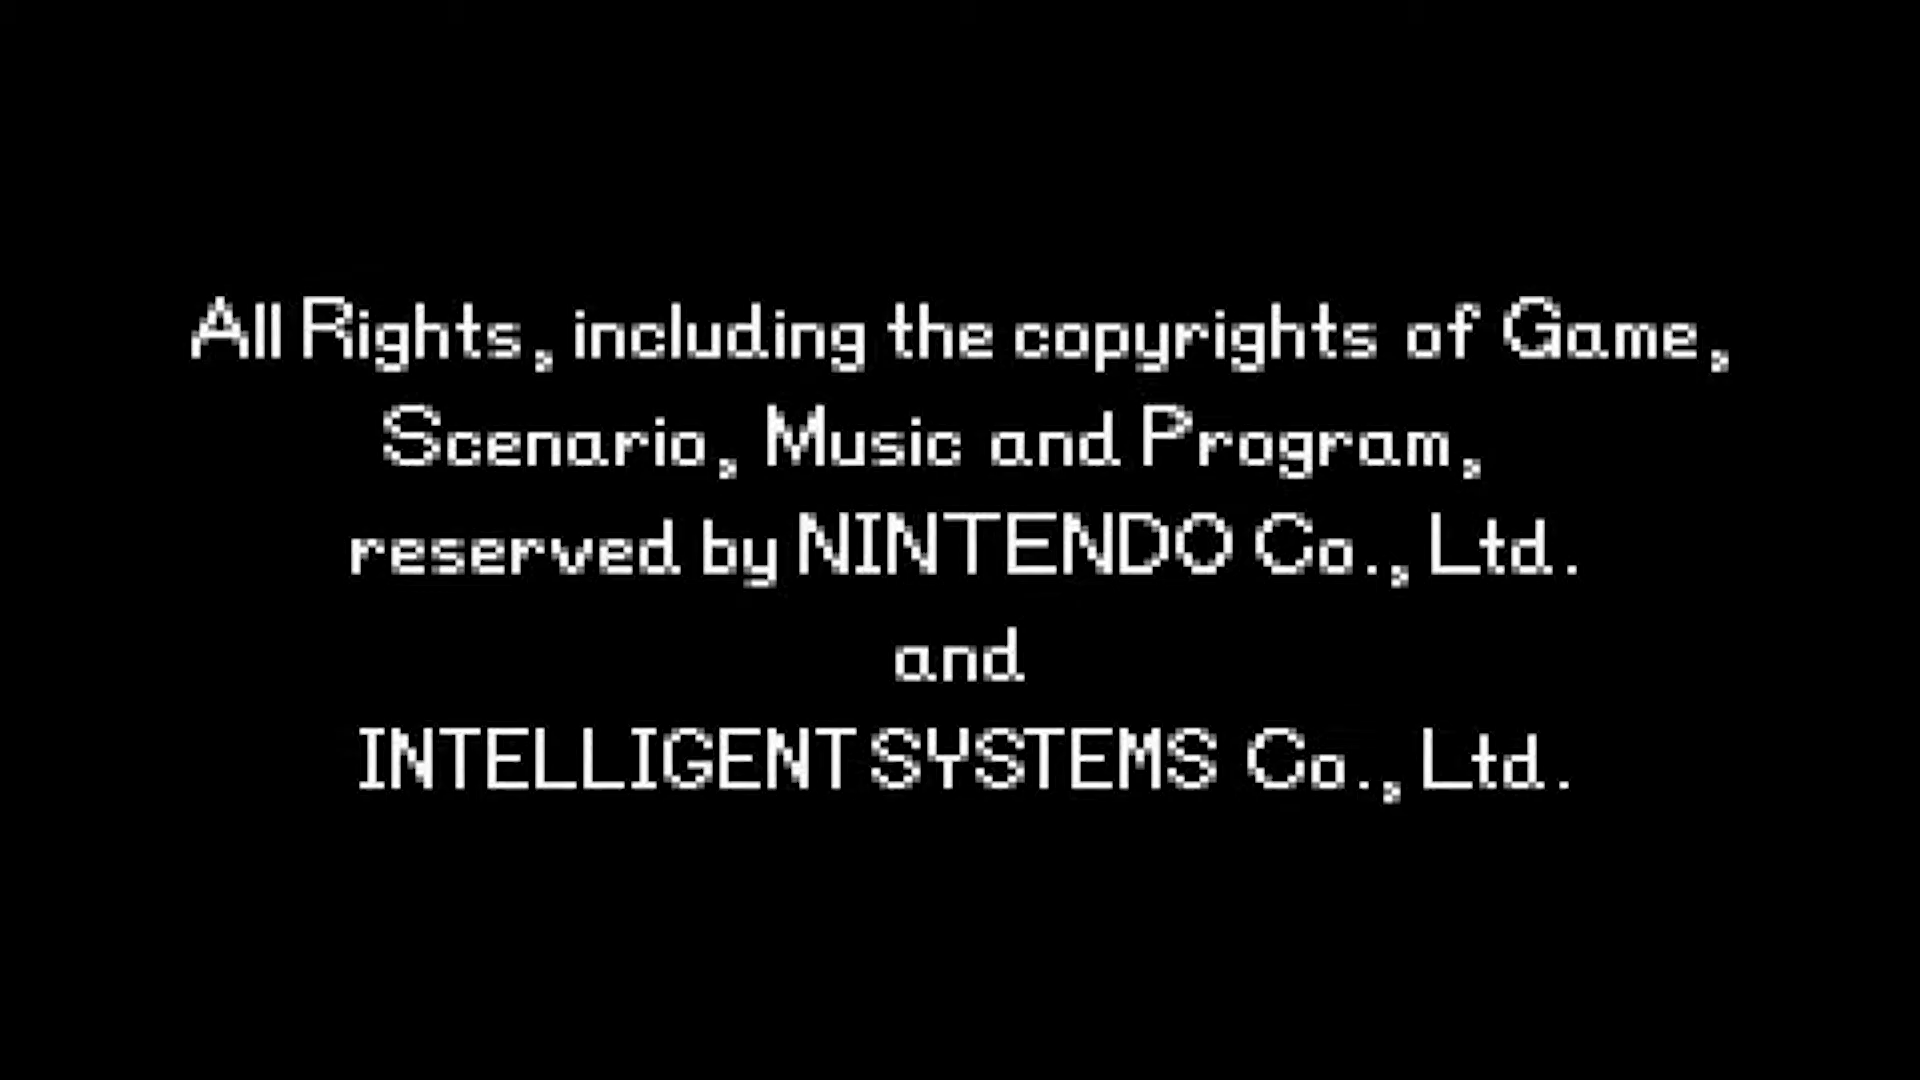 All Rights, including the copyrights of Game,
Scenario, Music and Program,
reserved by NINTENDO Co., Ltd.
and
INTELLIGENT SYSTEMS Co., Ltd.